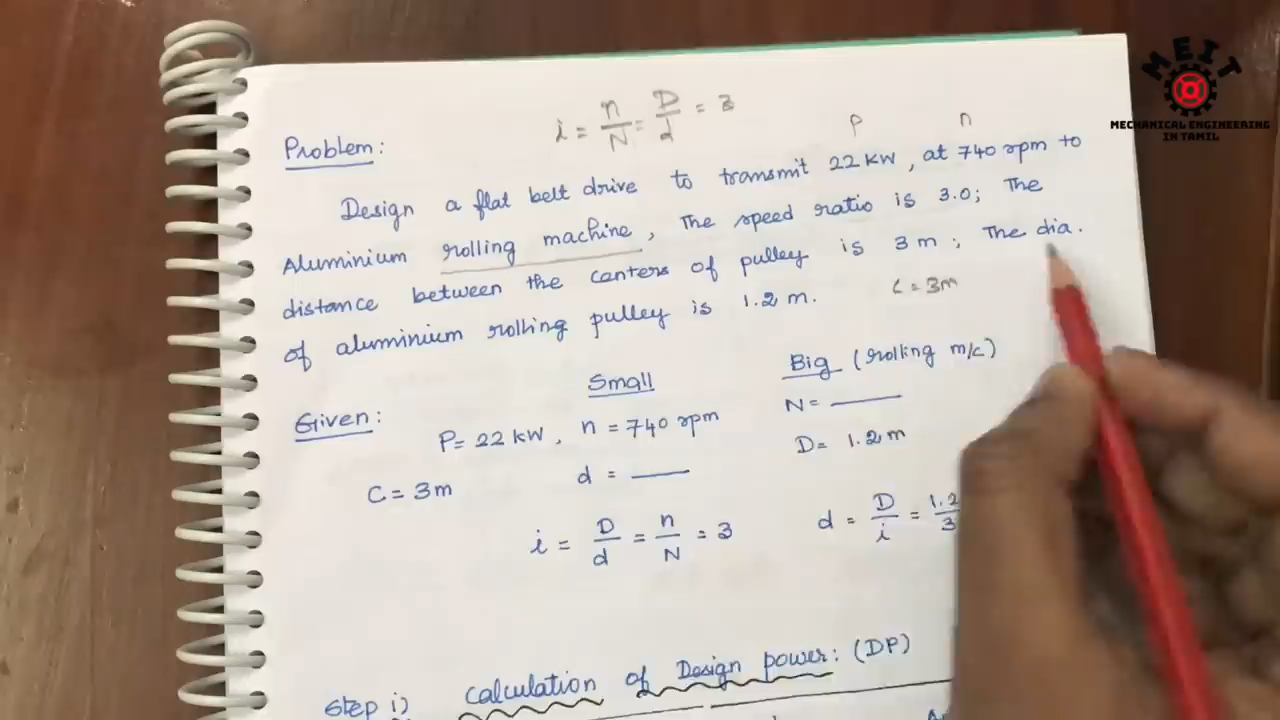 i = n/N = D/d = 3
P n
Problem:
Design a flat belt drive to transmit 22 KW, at 740 rpm to
Aluminium rolling machine, The speed ratio is 3.0; The
distance between the centers of pulley is 3 m; The dia.
of aluminium rolling pulley is 1.2 m. C = 3m
Small Big (rolling m/c)
Given: P= 22 KW, n = 740 rpm N =
C = 3m d = D= 1.2 m
i = D/d = n/N = 3 d = D/i = 1.2/3
Step i) Calculation of Design power: (DP)
MEIT
MECHANICAL ENGINEERING
IN TAMIL